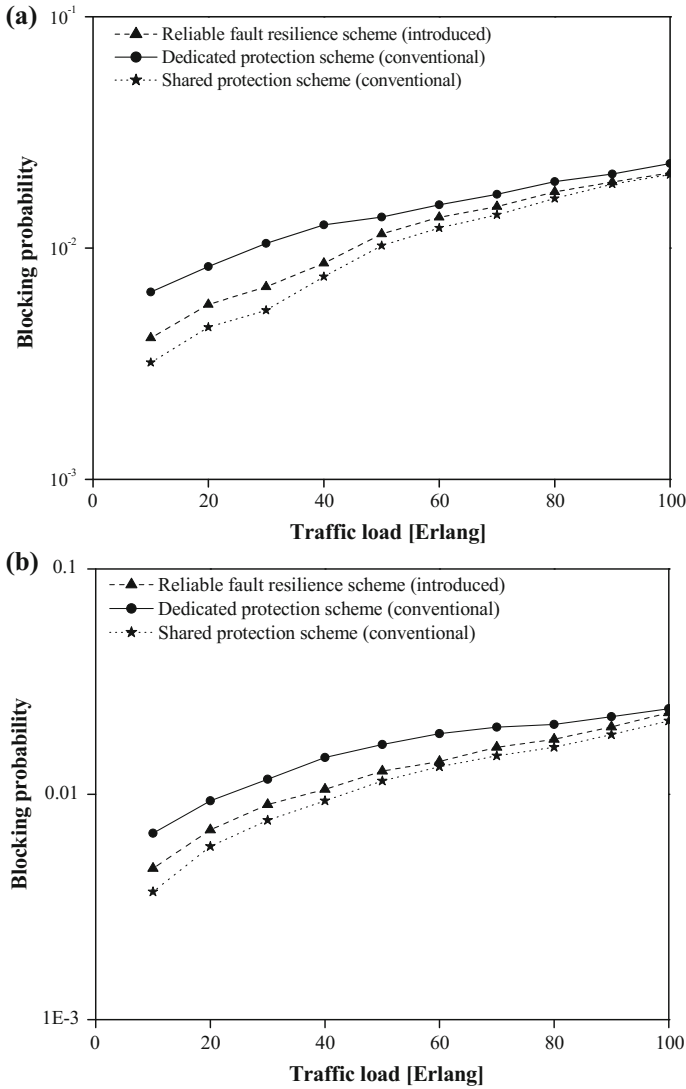 (a)
10⁻¹
Reliable fault resilience scheme (introduced)
Dedicated protection scheme (conventional)
Shared protection scheme (conventional)
Blocking probability
10⁻²
10⁻³
0 20 40 60 80 100
Traffic load [Erlang]
(b)
0.1
Reliable fault resilience scheme (introduced)
Dedicated protection scheme (conventional)
Shared protection scheme (conventional)
Blocking probability
0.01
1E-3
0 20 40 60 80 100
Traffic load [Erlang]